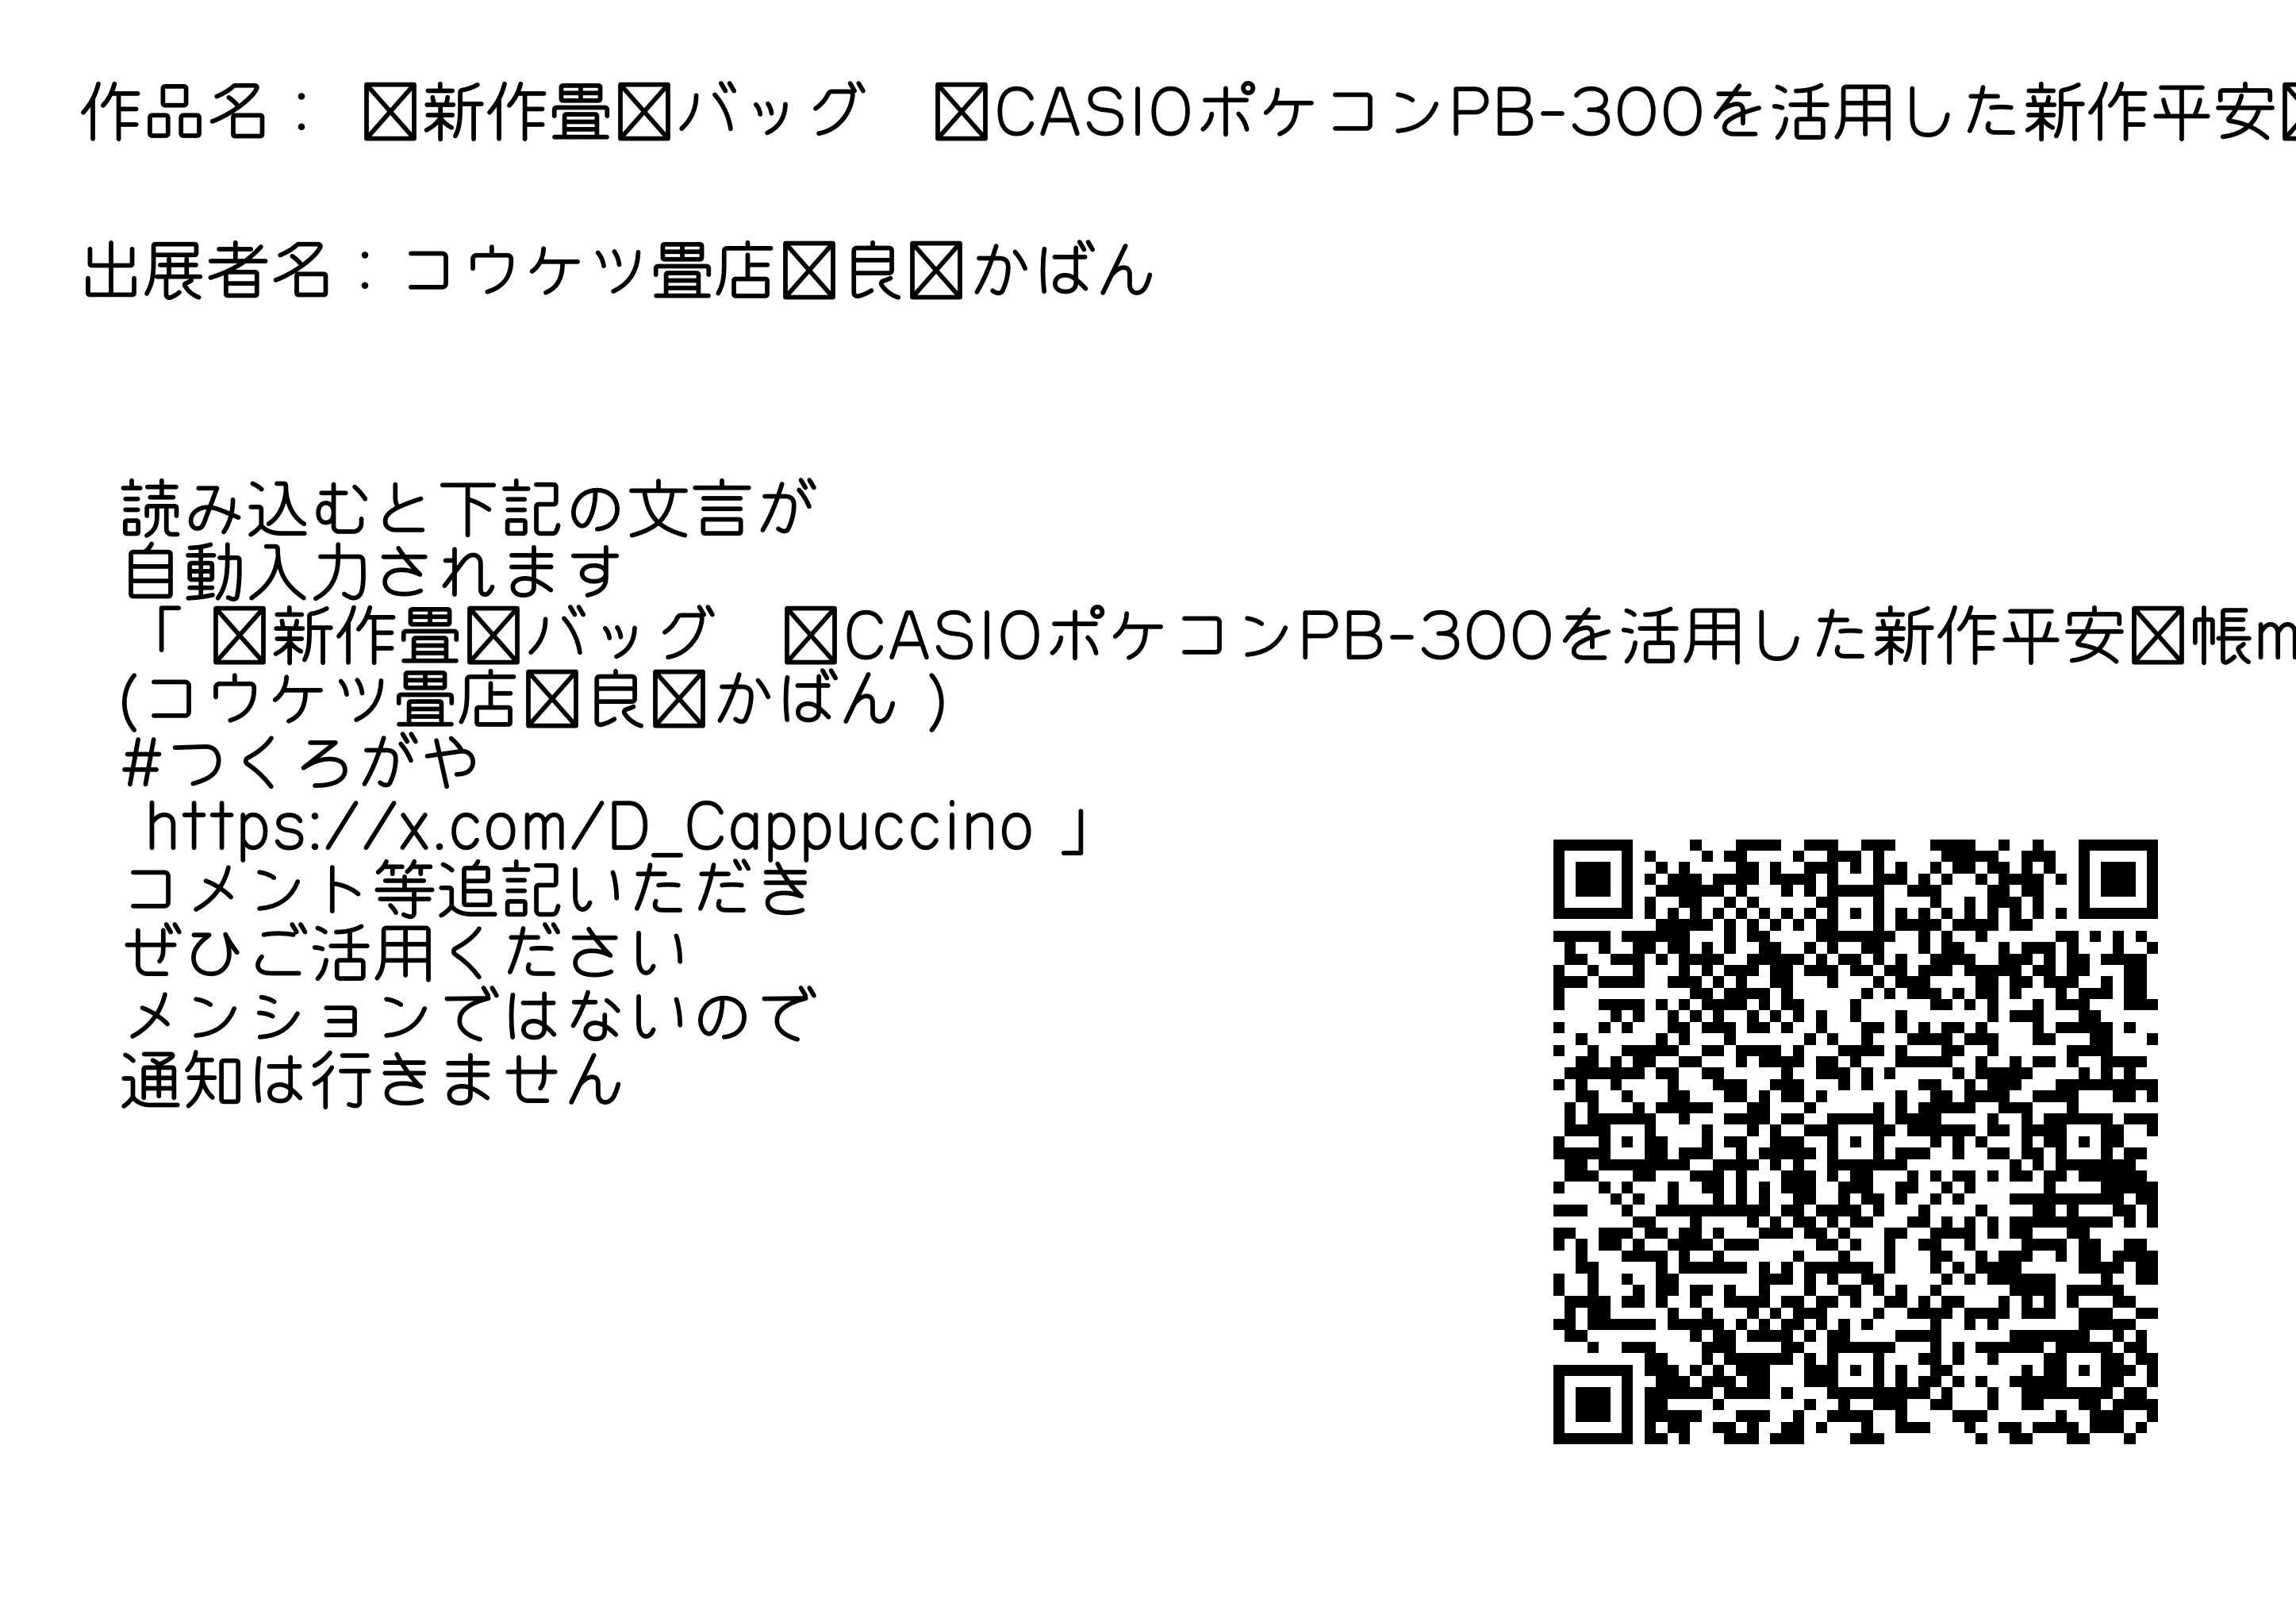 作品名： 〿新作畳〿バッグ 〿CASIOポケコンPB-300を活用した新作平安
出展者名：コウケツ畳店〿良〿かばん
読み込むと下記の文言が
自動入力されます
「 〿新作畳〿バッグ 〿CASIOポケコンPB-300を活用した新作平安〿帳m
(コウケツ畳店〿良〿かばん )
#つくろがや
https://x.com/D_Cappuccino 」
コメント等追記いただき
ぜひご活用ください
メンションではないので
通知は行きません